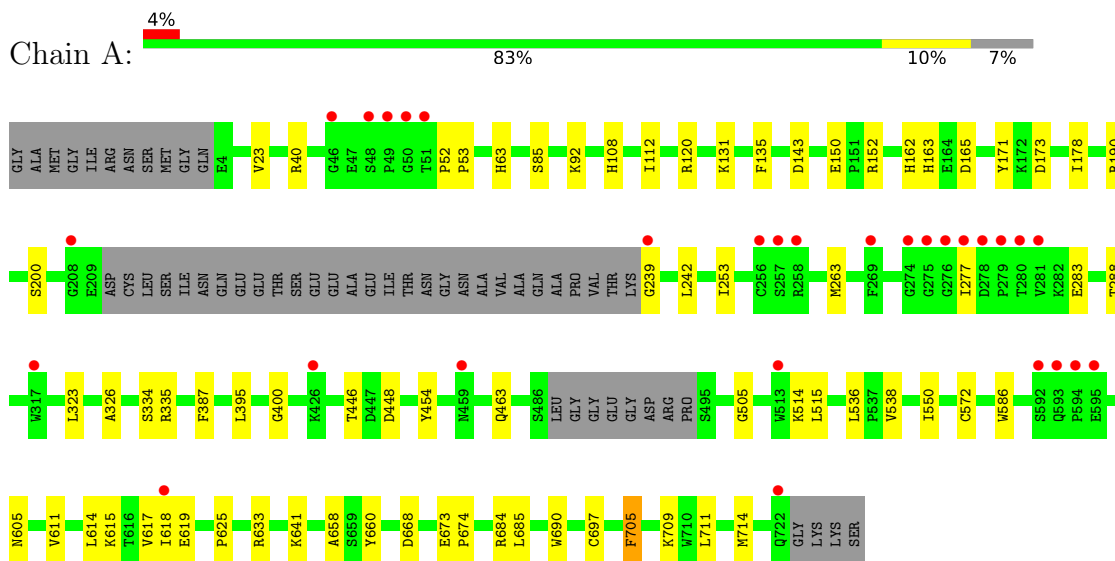 4%
Chain A:
83% 10% 7%
GLY ALA MET GLY ILE ARG ASN SER MET GLY GLN E4 V23 R40 G46 E47 S48 P49 G50 T51 P52 P53 H63 S85 K92 H108 I112 R120 K131 F135 D143 E150 P151 R152 H162 H163 E164 D165 Y171 K172 D173 I178 R190
S200 G208 E209 ASP CYS LEU SER ILE ASN GLN GLU GLU THR SER GLU GLU ALA GLU ILE THR ASN GLY ASN ALA VAL ALA GLN ALA PRO VAL THR LYS G239 L242 I253 C256 S257 R258 M263 F269 G274 G275 G276 I277 D278 P279 T280 V281 K282 E283 T288
W317 L323 A326 S334 R335 F387 L395 G400 K426 T446 D447 D448 Y454 N459 Q463 S486 LEU GLY GLY GLU GLY ASP ARG PRO S495 G505 W513 K514 L515 L536 P537 V538 I550 C572 W586 S592 Q593 P594 E595
N605 V611 L614 K615 T616 V617 I618 E619 P625 R633 K641 A658 S659 Y660 D668 E673 P674 R684 L685 W690 C697 F705 K709 W710 L711 M714 Q722 GLY LYS LYS SER